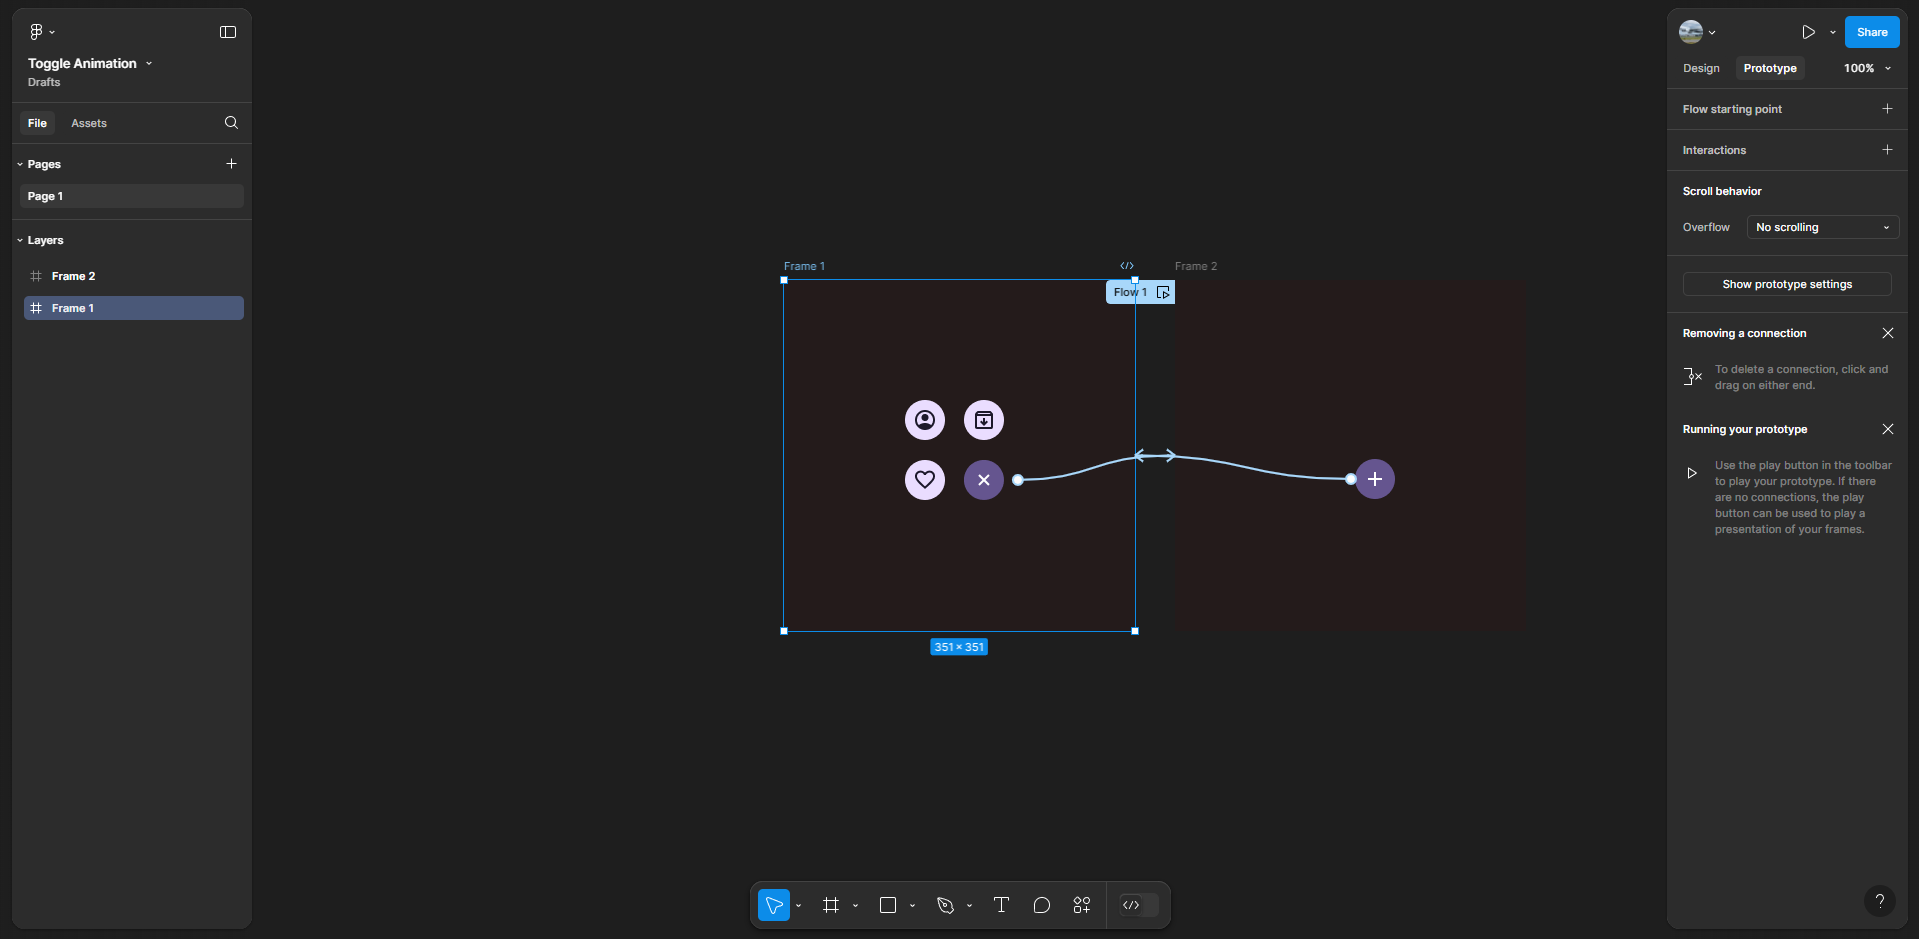 Toggle Animation
Drafts
File
Assets
Pages
Page 1
Layers
Frame 2
Frame 1
Frame 1
Frame 2
Flow 1
351 × 351
Share
Design
Prototype
100%
Flow starting point
Interactions
Scroll behavior
Overflow
No scrolling
Show prototype settings
Removing a connection
To delete a connection, click and
drag on either end.
Running your prototype
Use the play button in the toolbar
to play your prototype. If there
are no connections, the play
button can be used to play a
presentation of your frames.
?